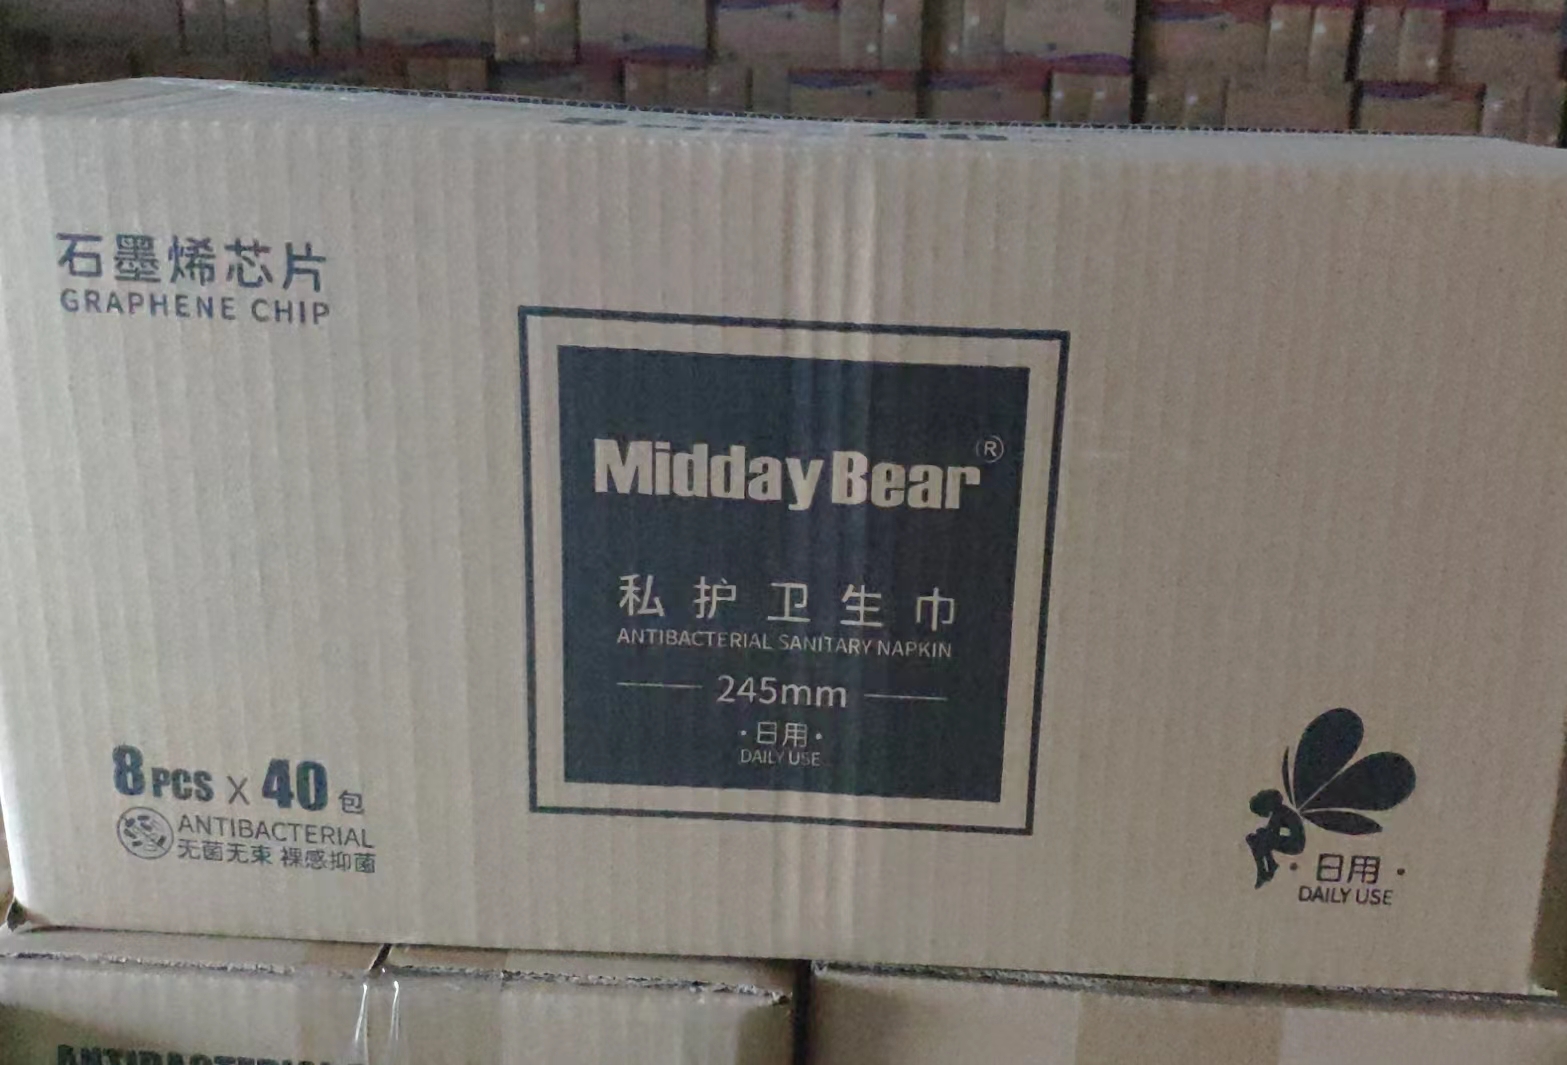 石墨烯芯片
GRAPHENE CHIP
Midday Bear®
私护卫生巾
ANTIBACTERIAL SANITARY NAPKIN
245mm
·日用·
DAILY USE
8PCS X 40包
ANTIBACTERIAL
无菌无束 裸感抑菌
·日用·
DAILY USE
ANTIBACTERIAL